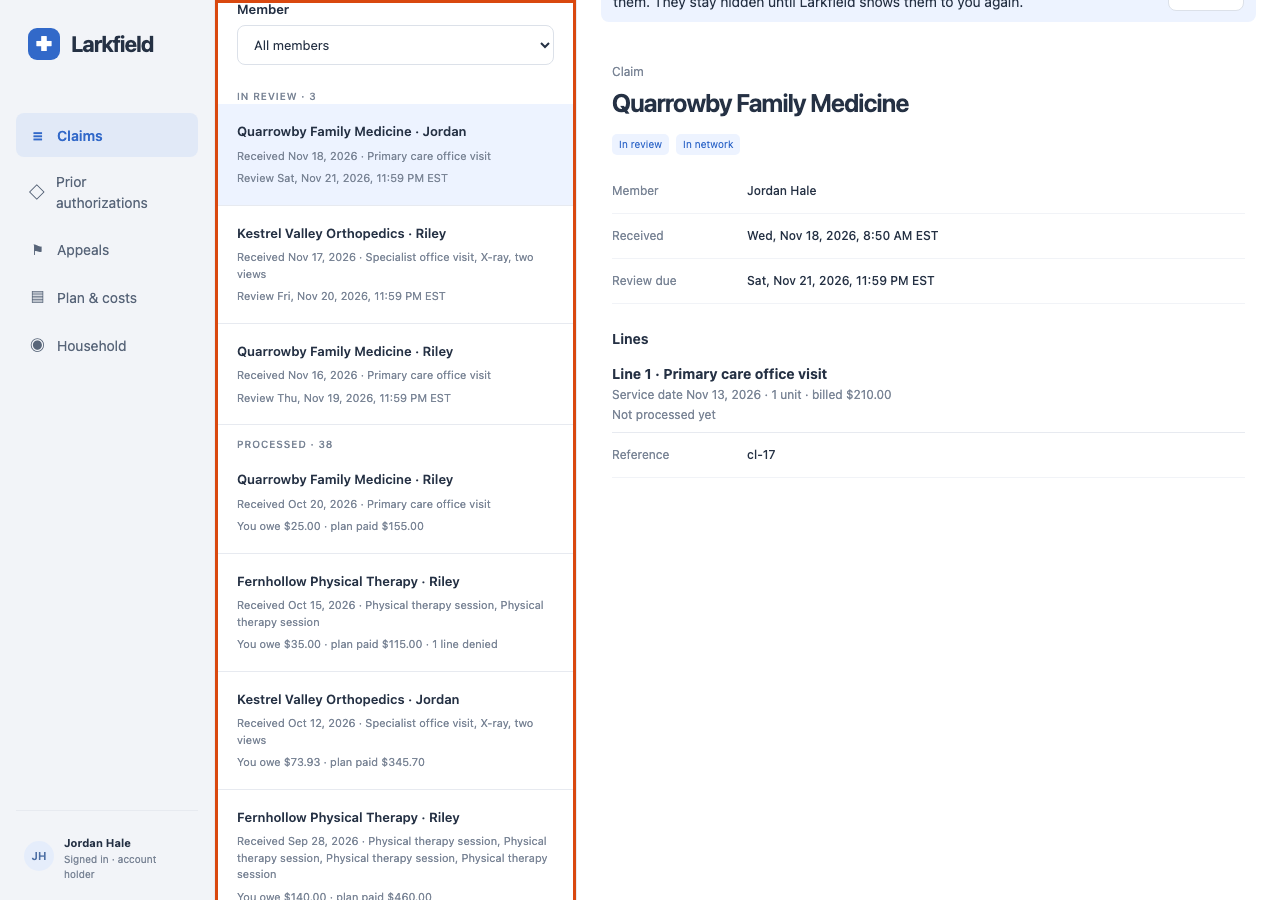 Larkfield
Claims
Prior
authorizations
Appeals
Plan & costs
Household
JH
Jordan Hale
Signed in · account
holder
Member
All members
IN REVIEW · 3
Quarrowby Family Medicine · Jordan
Received Nov 18, 2026 · Primary care office visit
Review Sat, Nov 21, 2026, 11:59 PM EST
Kestrel Valley Orthopedics · Riley
Received Nov 17, 2026 · Specialist office visit, X-ray, two
views
Review Fri, Nov 20, 2026, 11:59 PM EST
Quarrowby Family Medicine · Riley
Received Nov 16, 2026 · Primary care office visit
Review Thu, Nov 19, 2026, 11:59 PM EST
PROCESSED · 38
Quarrowby Family Medicine · Riley
Received Oct 20, 2026 · Primary care office visit
You owe $25.00 · plan paid $155.00
Fernhollow Physical Therapy · Riley
Received Oct 15, 2026 · Physical therapy session, Physical
therapy session
You owe $35.00 · plan paid $115.00 · 1 line denied
Kestrel Valley Orthopedics · Jordan
Received Oct 12, 2026 · Specialist office visit, X-ray, two
views
You owe $73.93 · plan paid $345.70
Fernhollow Physical Therapy · Riley
Received Sep 28, 2026 · Physical therapy session, Physical
therapy session, Physical therapy session, Physical therapy
session
You owe $140.00 · plan paid $460.00
them. They stay hidden until Larkfield shows them to you again.
Claim
Quarrowby Family Medicine
In review
In network
Member Jordan Hale
Received Wed, Nov 18, 2026, 8:50 AM EST
Review due Sat, Nov 21, 2026, 11:59 PM EST
Lines
Line 1 · Primary care office visit
Service date Nov 13, 2026 · 1 unit · billed $210.00
Not processed yet
Reference cl-17